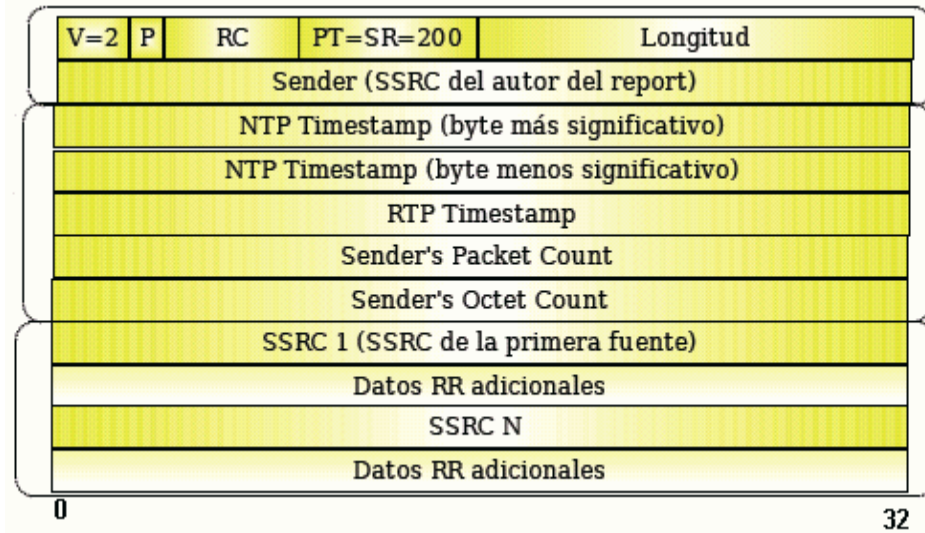 V=2 P RC PT=SR=200 Longitud
Sender (SSRC del autor del report)
NTP Timestamp (byte más significativo)
NTP Timestamp (byte menos significativo)
RTP Timestamp
Sender's Packet Count
Sender's Octet Count
SSRC 1 (SSRC de la primera fuente)
Datos RR adicionales
SSRC N
Datos RR adicionales
0 32